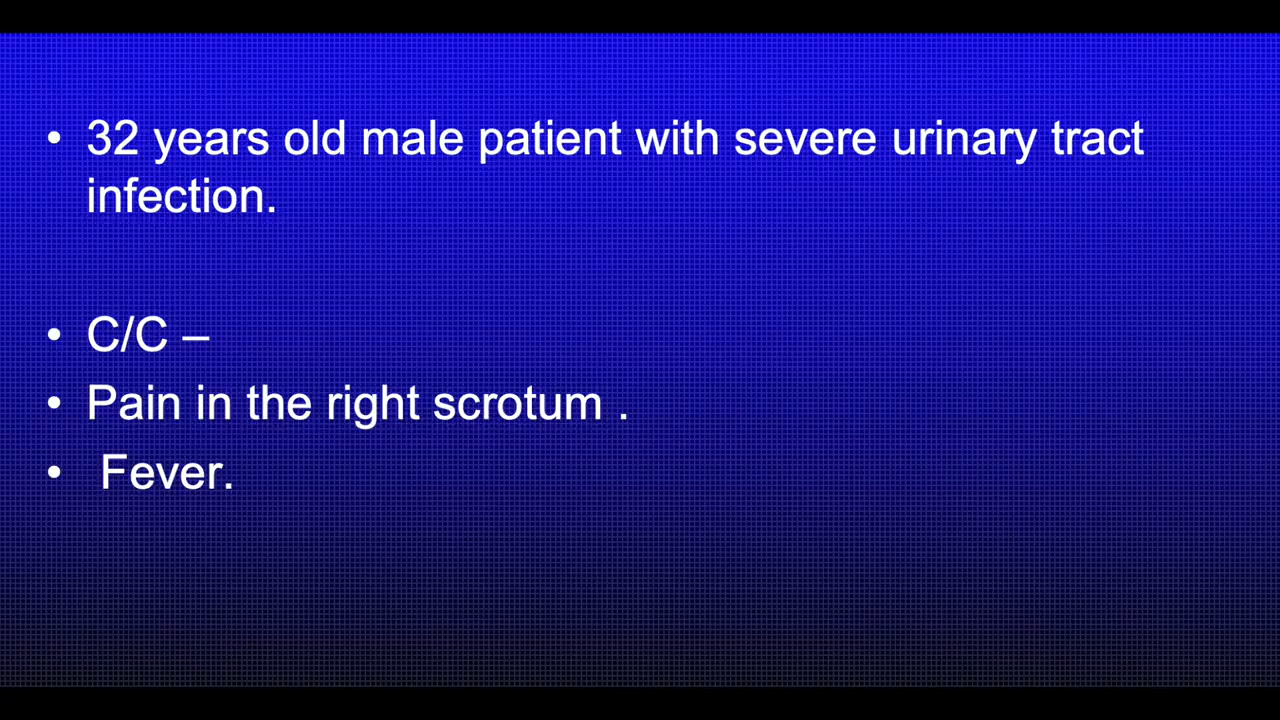 • 32 years old male patient with severe urinary tract
infection.
• C/C –
• Pain in the right scrotum .
• Fever.